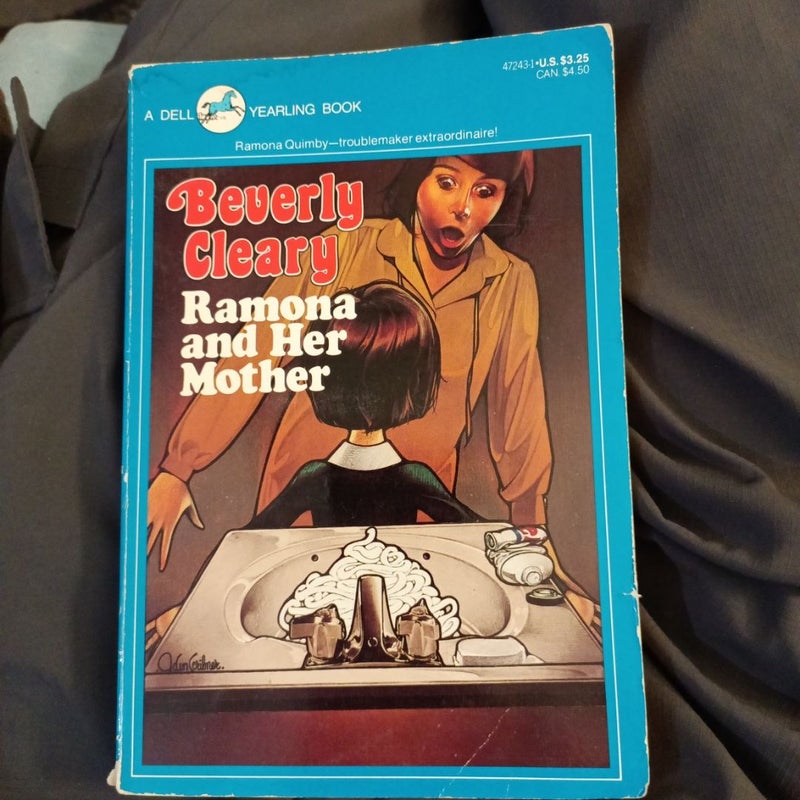 47243-1•U.S. $3.25
CAN. $4.50
A DELL YEARLING BOOK
Ramona Quimby—troublemaker extraordinaire!
Beverly
Cleary
Ramona
and Her
Mother